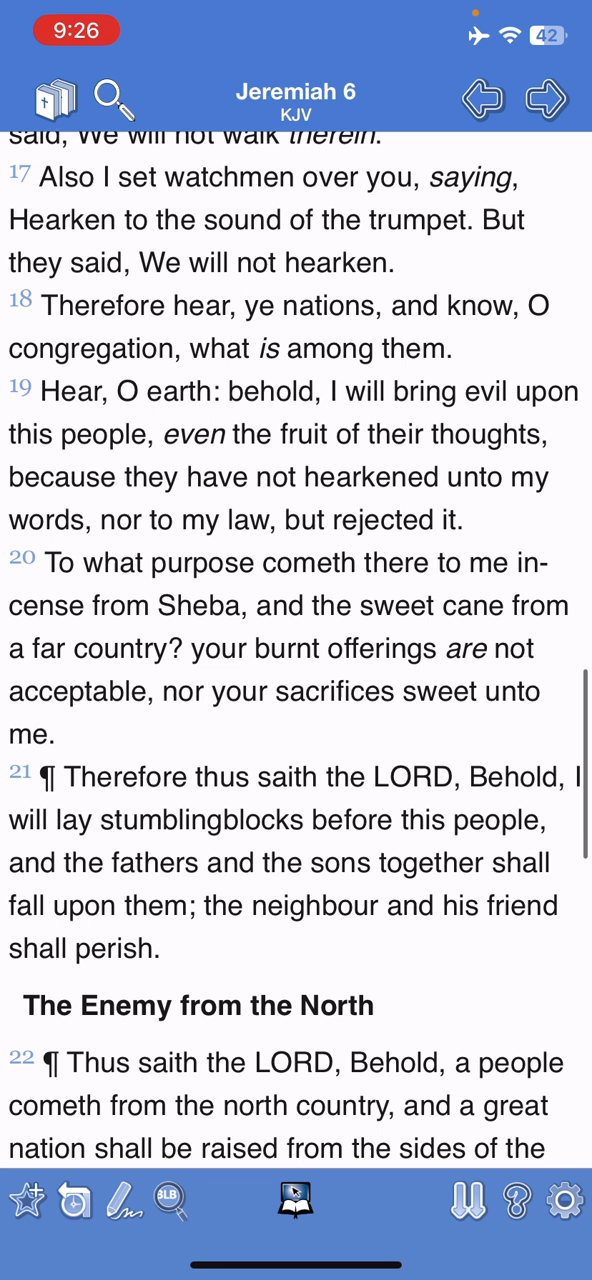 9:26
42
Jeremiah 6
KJV
said, We will not walk therein.
17 Also I set watchmen over you, saying,
Hearken to the sound of the trumpet. But
they said, We will not hearken.
18 Therefore hear, ye nations, and know, O
congregation, what is among them.
19 Hear, O earth: behold, I will bring evil upon
this people, even the fruit of their thoughts,
because they have not hearkened unto my
words, nor to my law, but rejected it.
20 To what purpose cometh there to me in-
cense from Sheba, and the sweet cane from
a far country? your burnt offerings are not
acceptable, nor your sacrifices sweet unto
me.
21 ¶ Therefore thus saith the LORD, Behold, I
will lay stumblingblocks before this people,
and the fathers and the sons together shall
fall upon them; the neighbour and his friend
shall perish.
The Enemy from the North
22 ¶ Thus saith the LORD, Behold, a people
cometh from the north country, and a great
nation shall be raised from the sides of the
BLB